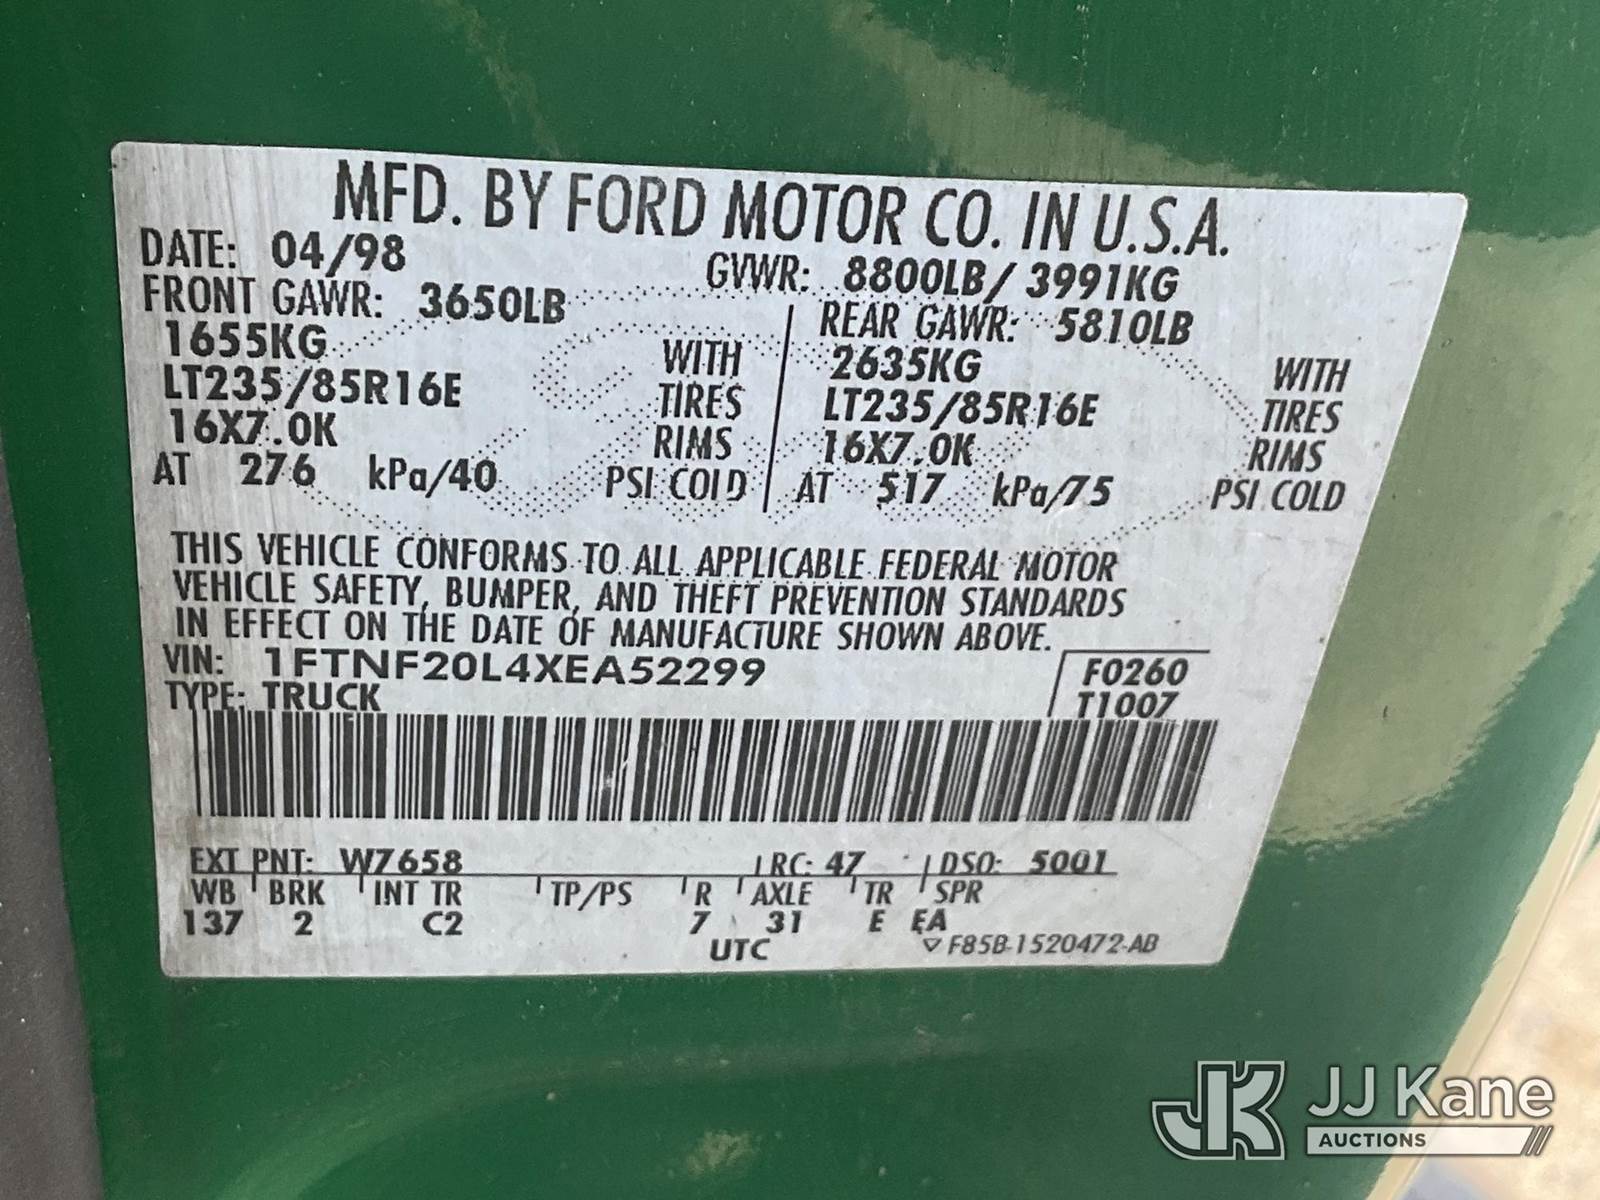 MFD. BY FORD MOTOR CO. IN U.S.A.
DATE: 04/98 GVWR: 8800LB/ 3991KG
FRONT GAWR: 3650LB REAR GAWR: 5810LB
1655KG WITH 2635KG WITH
LT235/85R16E TIRES LT235/85R16E TIRES
16X7.0K RIMS 16X7.0K RIMS
AT 276 kPa/40 PSI COLD AT 517 kPa/75 PSI COLD
THIS VEHICLE CONFORMS TO ALL APPLICABLE FEDERAL MOTOR
VEHICLE SAFETY, BUMPER, AND THEFT PREVENTION STANDARDS
IN EFFECT ON THE DATE OF MANUFACTURE SHOWN ABOVE.
VIN: 1FTNF20L4XEA52299 F0260
TYPE: TRUCK T1007
EXT PNT: W7658 RC: 47 DSO: 5001
WB BRK INT TR TP/PS R AXLE TR SPR
137 2 C2 7 31 E EA
UTC F85B-1520472-AB
JK JJ Kane
AUCTIONS